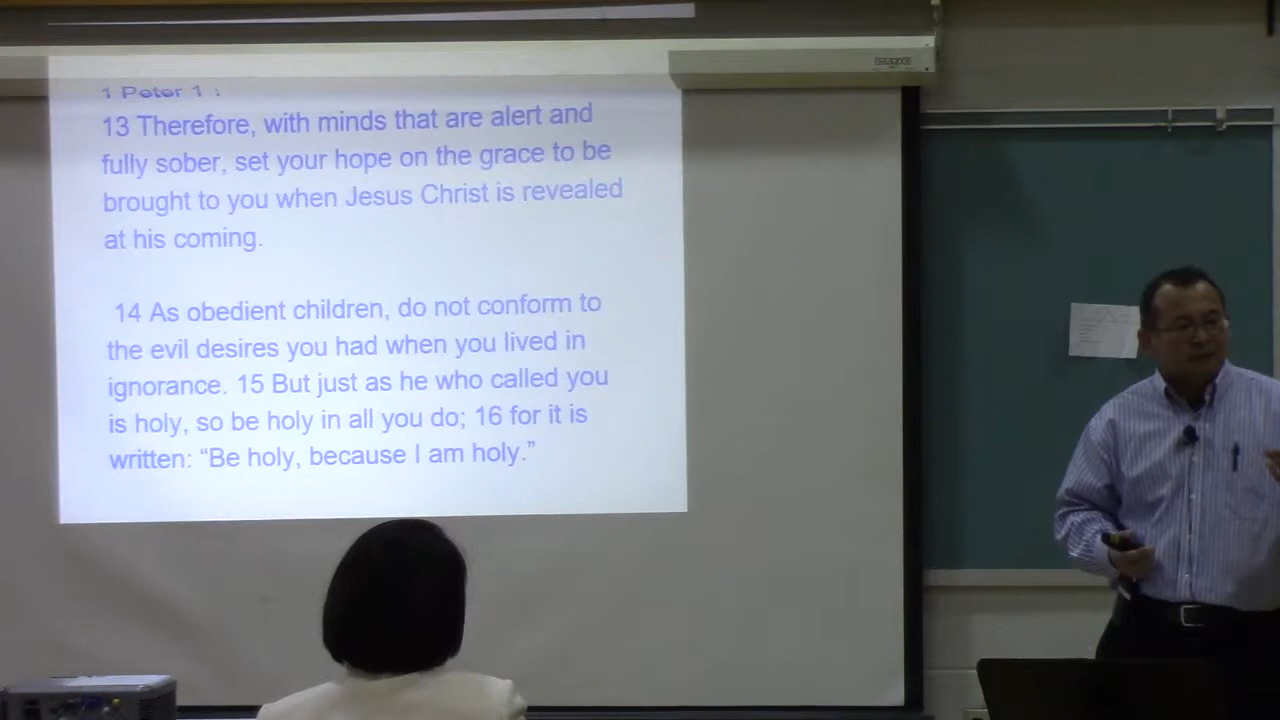 1 Peter 1 :
13 Therefore, with minds that are alert and
fully sober, set your hope on the grace to be
brought to you when Jesus Christ is revealed
at his coming.
14 As obedient children, do not conform to
the evil desires you had when you lived in
ignorance. 15 But just as he who called you
is holy, so be holy in all you do; 16 for it is
written: “Be holy, because I am holy.”